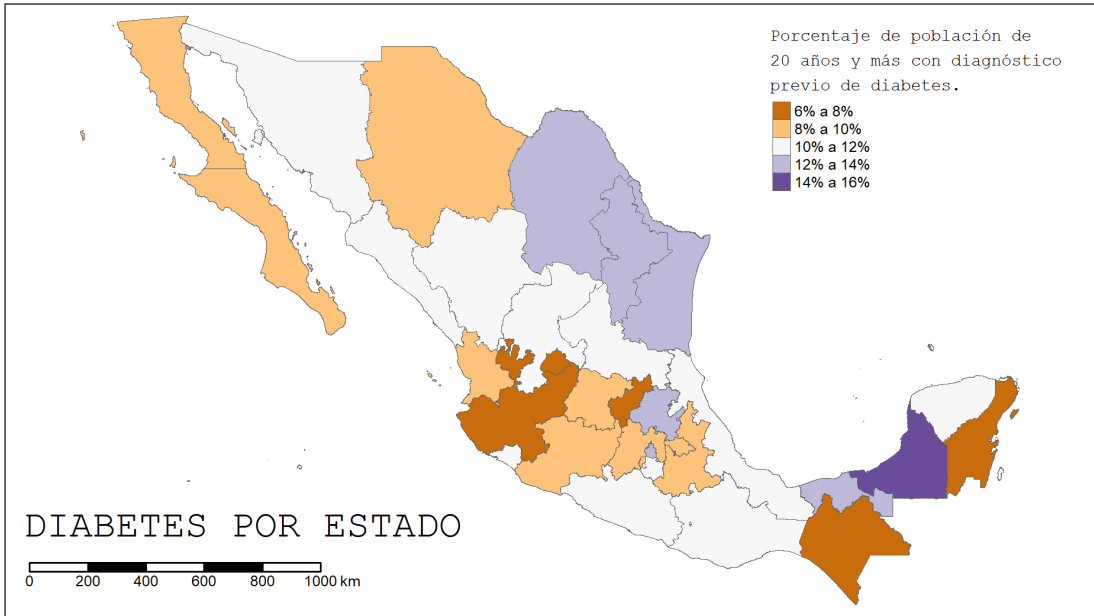 Porcentaje de población de
20 años y más con diagnóstico
previo de diabetes.
6% a 8%
8% a 10%
10% a 12%
12% a 14%
14% a 16%
DIABETES POR ESTADO
0 200 400 600 800 1000 km